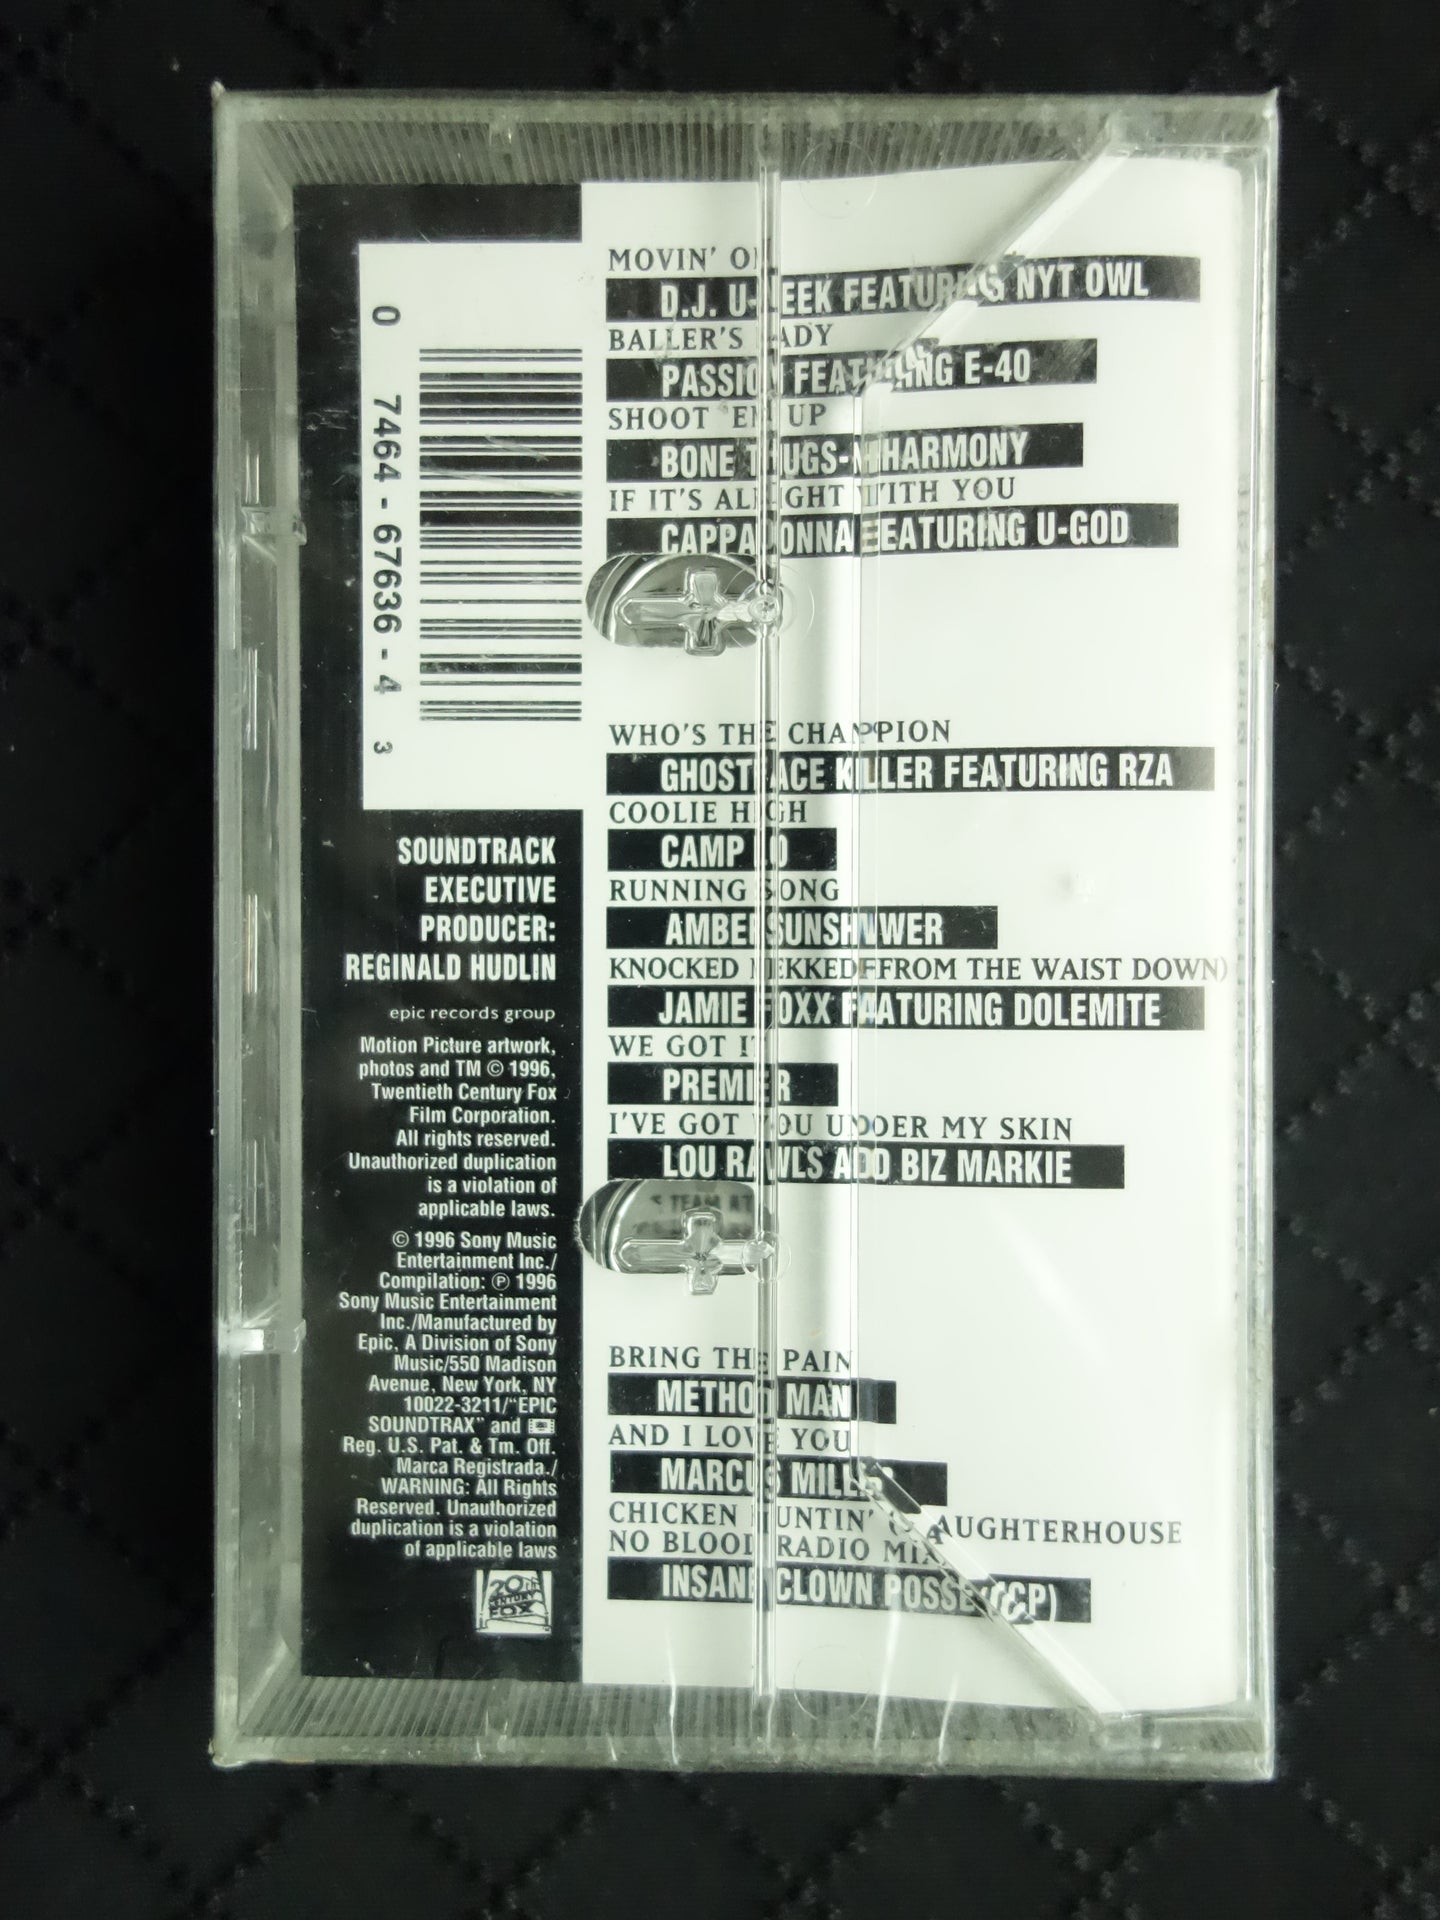 0 7464-67636-4 3
SOUNDTRACK
EXECUTIVE
PRODUCER:
REGINALD HUDLIN
epic records group
Motion Picture artwork,
photos and TM © 1996,
Twentieth Century Fox
Film Corporation.
All rights reserved.
Unauthorized duplication
is a violation of
applicable laws.
© 1996 Sony Music
Entertainment Inc./
Compilation: ℗ 1996
Sony Music Entertainment
Inc./Manufactured by
Epic, A Division of Sony
Music/550 Madison
Avenue, New York, NY
10022-3211/"EPIC
SOUNDTRAX" and
Reg. U.S. Pat. & Tm. Off.
Marca Registrada./
WARNING: All Rights
Reserved. Unauthorized
duplication is a violation
of applicable laws
20TH
CENTURY
FOX
MOVIN' ON
D.J. U-NEEK FEATURING NYT OWL
BALLER'S LADY
PASSION FEATURING E-40
SHOOT 'EM UP
BONE THUGS-N-HARMONY
IF IT'S ALRIGHT WITH YOU
CAPPADONNA FEATURING U-GOD
WHO'S THE CHAMPION
GHOSTFACE KILLER FEATURING RZA
COOLIE HIGH
CAMP LO
RUNNING SONG
AMBERSUNSHOWER
KNOCKED NEKKED (FROM THE WAIST DOWN)
JAMIE FOXX FEATURING DOLEMITE
WE GOT IT
PREMIER
I'VE GOT YOU UNDER MY SKIN
LOU RAWLS AND BIZ MARKIE
BRING THE PAIN
METHOD MAN
AND I LOVE YOU
MARCUS MILLER
CHICKEN HUNTIN' (SLAUGHTERHOUSE
NO BLOOD RADIO MIX)
INSANE CLOWN POSSE (ICP)